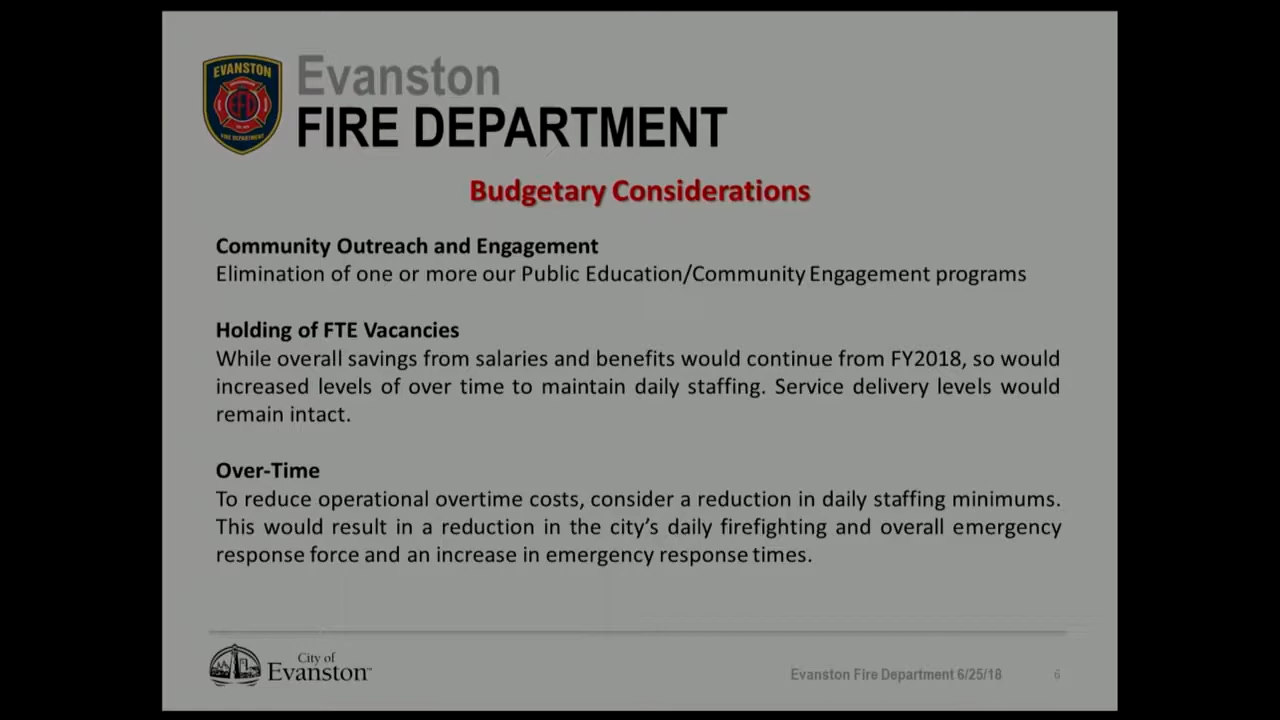 EVANSTON
EFD
FIRE DEPARTMENT
Evanston
FIRE DEPARTMENT
Budgetary Considerations
Community Outreach and Engagement
Elimination of one or more our Public Education/Community Engagement programs
Holding of FTE Vacancies
While overall savings from salaries and benefits would continue from FY2018, so would
increased levels of over time to maintain daily staffing. Service delivery levels would
remain intact.
Over-Time
To reduce operational overtime costs, consider a reduction in daily staffing minimums.
This would result in a reduction in the city's daily firefighting and overall emergency
response force and an increase in emergency response times.
City of
Evanston™
Evanston Fire Department 6/25/18 6